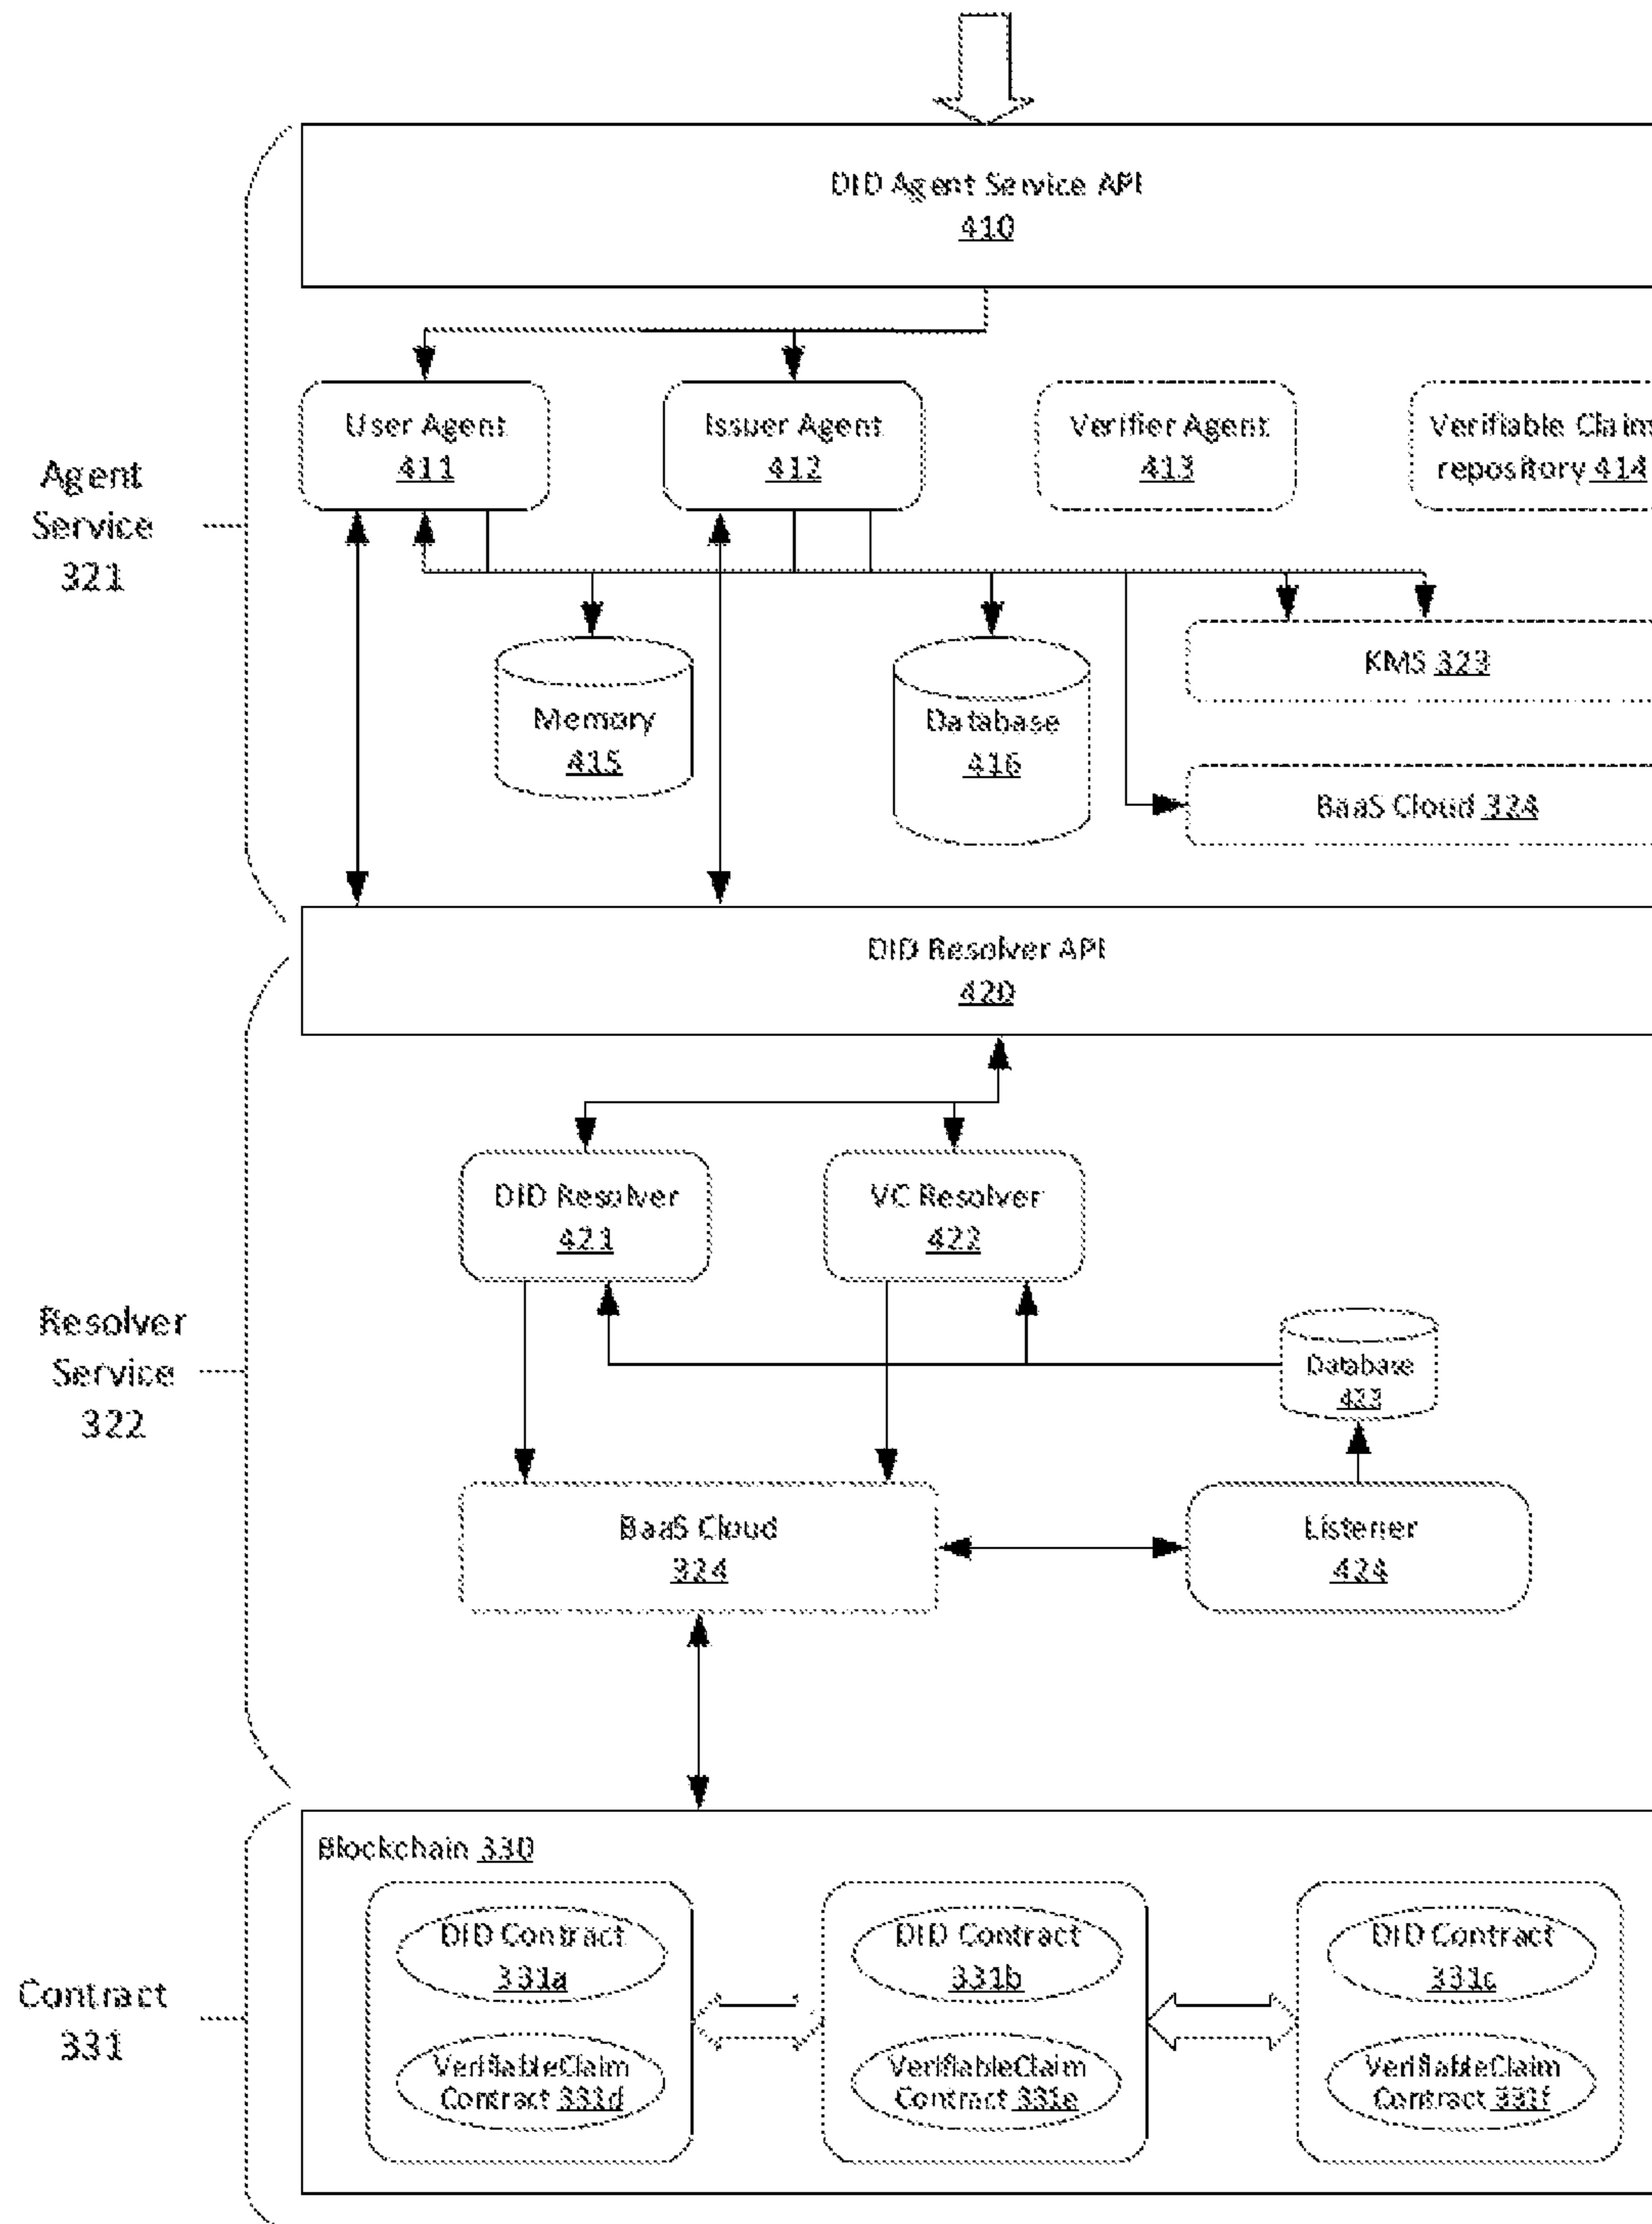 DID Agent Service API
410
User Agent
411
Issuer Agent
412
Verifier Agent
413
Verifiable Claim
repository 414
Agent
Service
321
KMS 323
Memory
415
Database
416
BaaS Cloud 324
DID Resolver API
420
DID Resolver
421
VC Resolver
422
Resolver
Service
322
Database
423
BaaS Cloud
324
Listener
424
Blockchain 330
DID Contract
331a
DID Contract
331b
DID Contract
331c
Contract
331
VerifiableClaim
Contract 331d
VerifiableClaim
Contract 331e
VerifiableClaim
Contract 331f